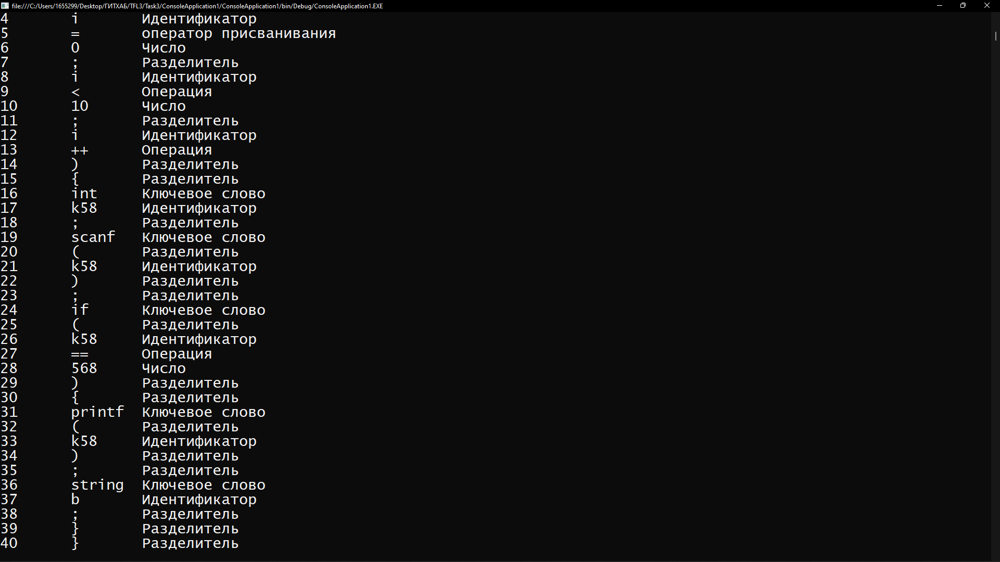 file:///C:/Users/1655299/Desktop/ГИТХАБ/TFL3/Task3/ConsoleApplication1/ConsoleApplication1/bin/Debug/ConsoleApplication1.EXE
4 i Идентификатор
5 = оператор присванивания
6 0 Число
7 ; Разделитель
8 i Идентификатор
9 < Операция
10 10 Число
11 ; Разделитель
12 i Идентификатор
13 ++ Операция
14 ) Разделитель
15 { Разделитель
16 int Ключевое слово
17 k58 Идентификатор
18 ; Разделитель
19 scanf Ключевое слово
20 ( Разделитель
21 k58 Идентификатор
22 ) Разделитель
23 ; Разделитель
24 if Ключевое слово
25 ( Разделитель
26 k58 Идентификатор
27 == Операция
28 568 Число
29 ) Разделитель
30 { Разделитель
31 printf Ключевое слово
32 ( Разделитель
33 k58 Идентификатор
34 ) Разделитель
35 ; Разделитель
36 string Ключевое слово
37 b Идентификатор
38 ; Разделитель
39 } Разделитель
40 } Разделитель